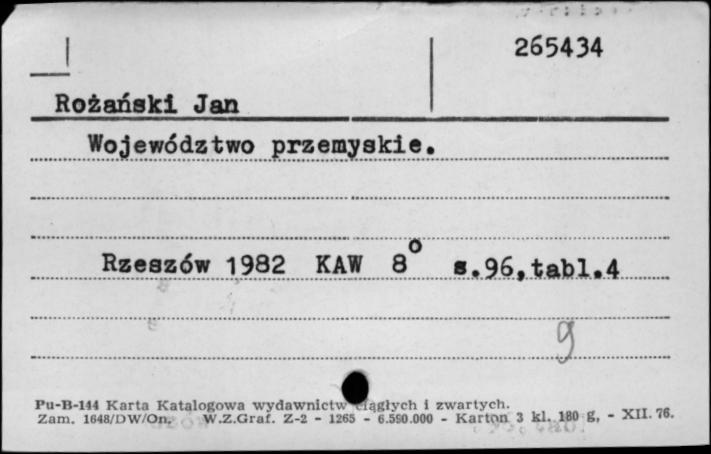 265434
Rożański Jan
Województwo przemyskie.
Rzeszów 1982 KAW 8° s.96,tabl.4
9
Pu-B-144 Karta Katalogowa wydawnictw ciągłych i zwartych.
Zam. 1648/DW/On. W.Z.Graf. Z-2 - 1265 - 6.590.000 - Karton 3 kl. 180 g, - XII. 76.